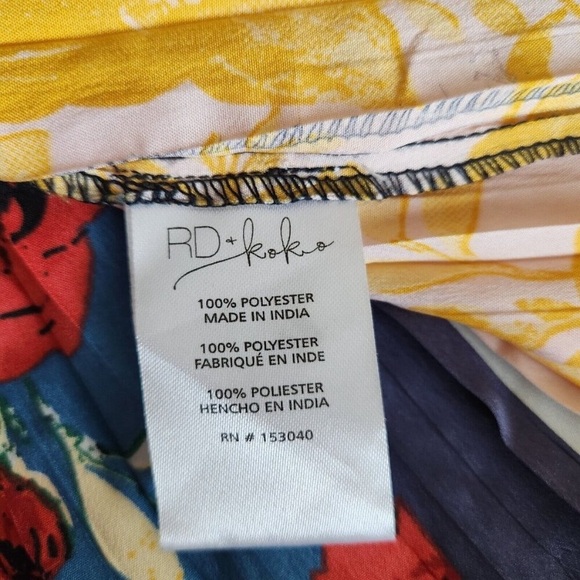 RD + koko
100% POLYESTER
MADE IN INDIA
100% POLYESTER
FABRIQUÉ EN INDE
100% POLIESTER
HENCHO EN INDIA
RN # 153040